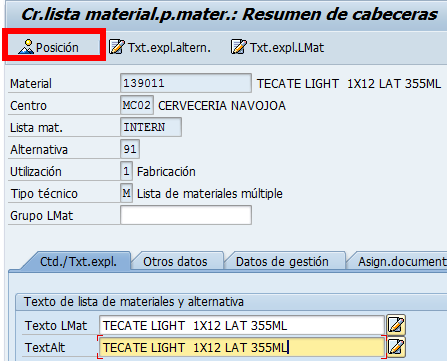 Cr.lista material.p.mater.: Resumen de cabeceras
Posición Txt.expl.altern. Txt.expl.LMat
Material 139011 TECATE LIGHT 1X12 LAT 355ML
Centro MC02 CERVECERIA NAVOJOA
Lista mat. INTERN
Alternativa 91
Utilización 1 Fabricación
Tipo técnico M Lista de materiales múltiple
Grupo LMat
Ctd./Txt.expl. Otros datos Datos de gestión Asign.document
Texto de lista de materiales y alternativa
Texto LMat TECATE LIGHT 1X12 LAT 355ML
TextAlt TECATE LIGHT 1X12 LAT 355ML